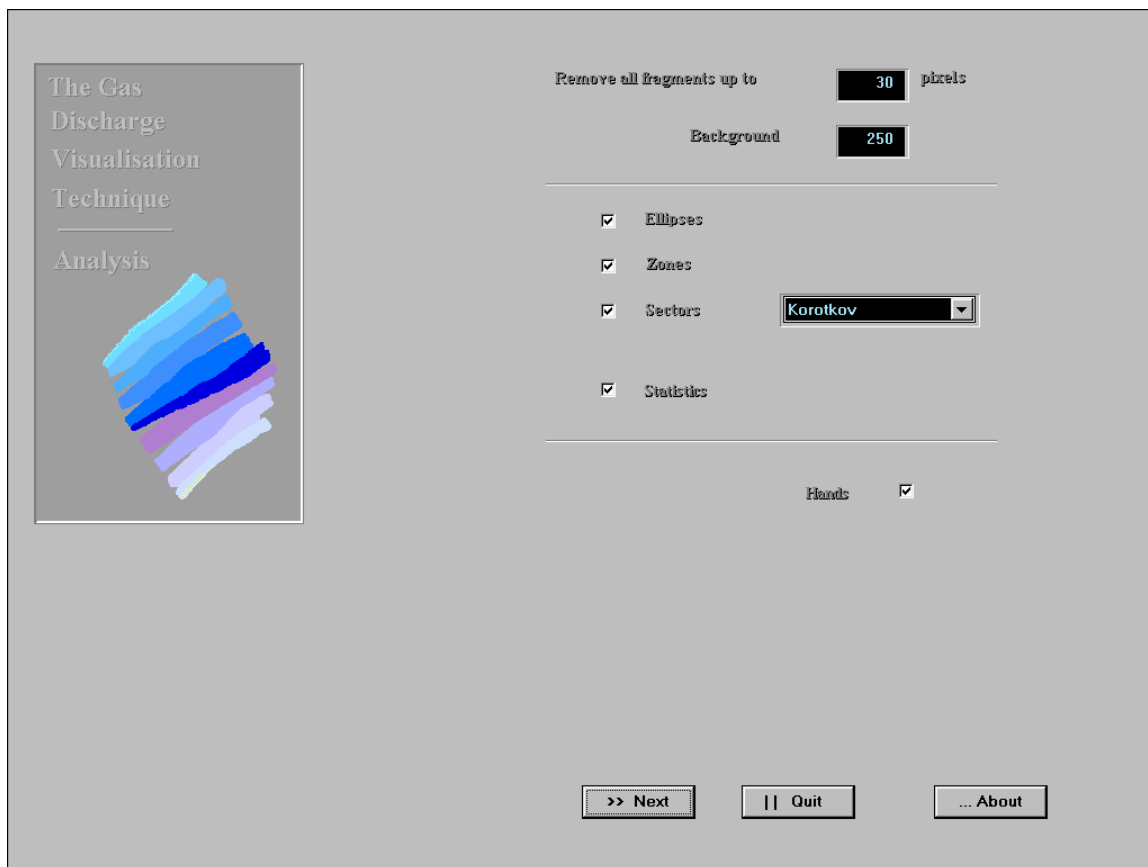 The Gas
Discharge
Visualisation
Technique
Analysis
Remove all fragments up to 30 pixels
Background 250
Ellipses
Zones
Sectors Korotkov
Statistics
Hands
>> Next || Quit ... About